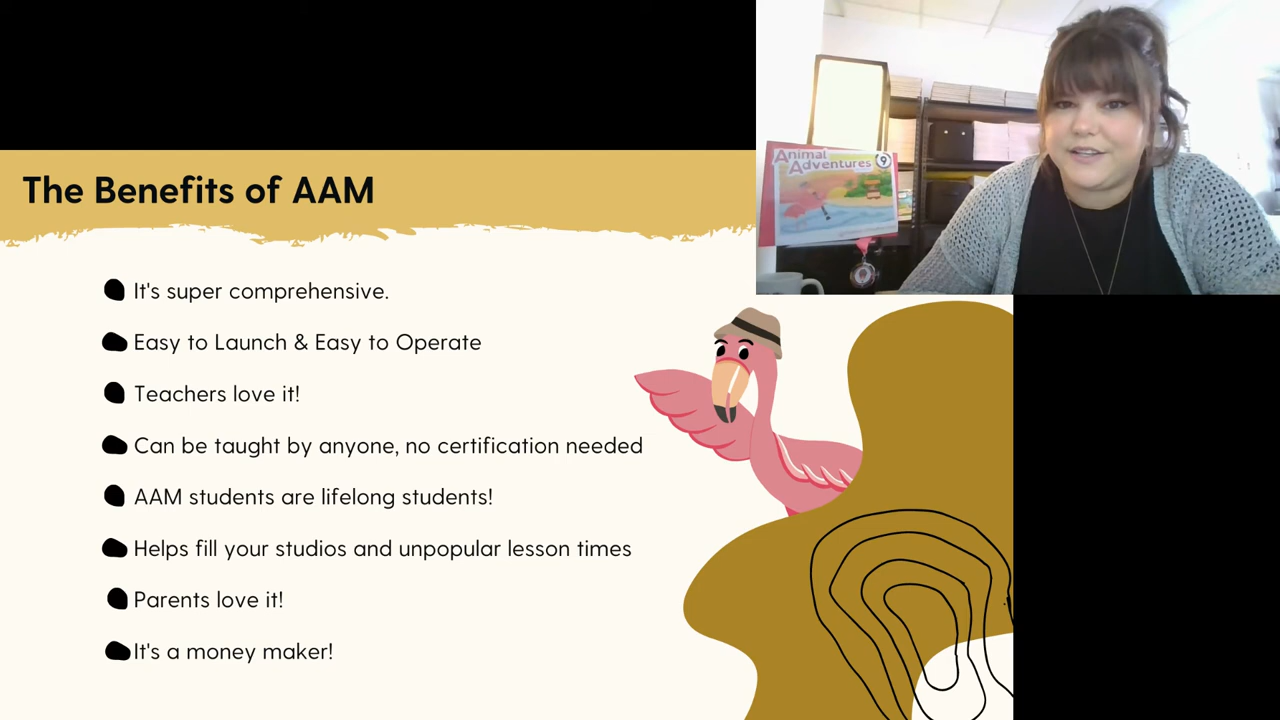 The Benefits of AAM
Animal
Adventures 9
It's super comprehensive.
Easy to Launch & Easy to Operate
Teachers love it!
Can be taught by anyone, no certification needed
AAM students are lifelong students!
Helps fill your studios and unpopular lesson times
Parents love it!
It's a money maker!